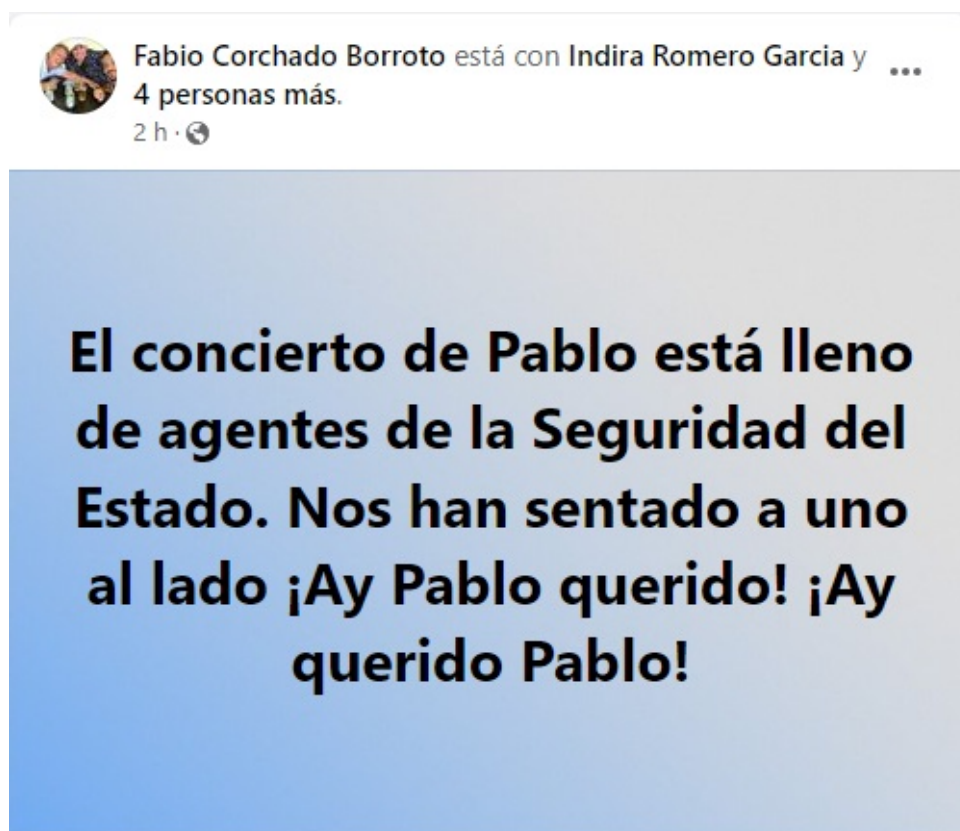 Fabio Corchado Borroto está con Indira Romero Garcia y
4 personas más.
2 h ·
El concierto de Pablo está lleno
de agentes de la Seguridad del
Estado. Nos han sentado a uno
al lado ¡Ay Pablo querido! ¡Ay
querido Pablo!